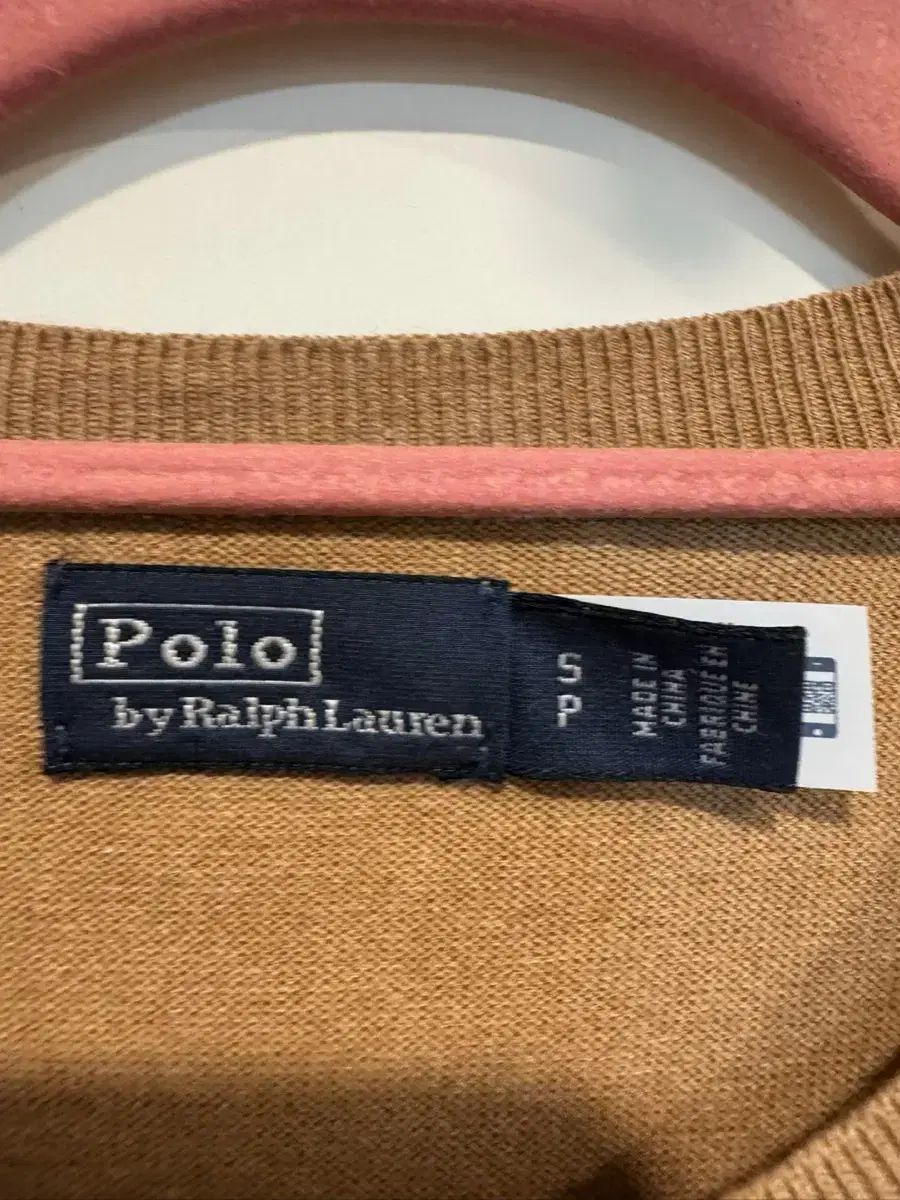 Polo
by Ralph Lauren
S
P
MADE IN
CHINA
FABRIQUE EN
CHINE